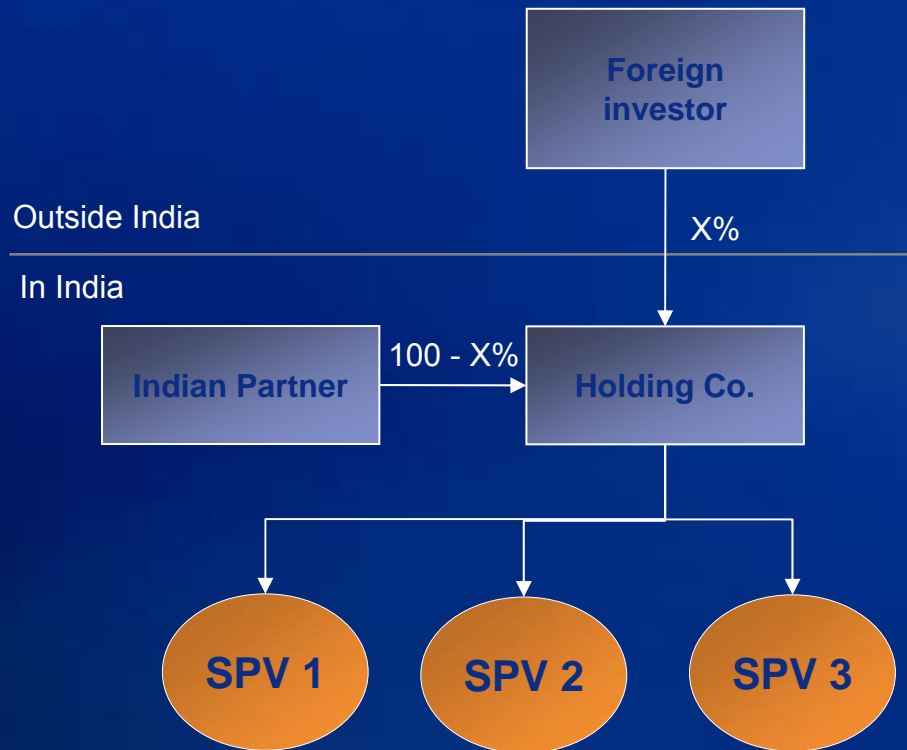 Foreign
investor
Outside India
X%
In India
Indian Partner
100 - X%
Holding Co.
SPV 1
SPV 2
SPV 3